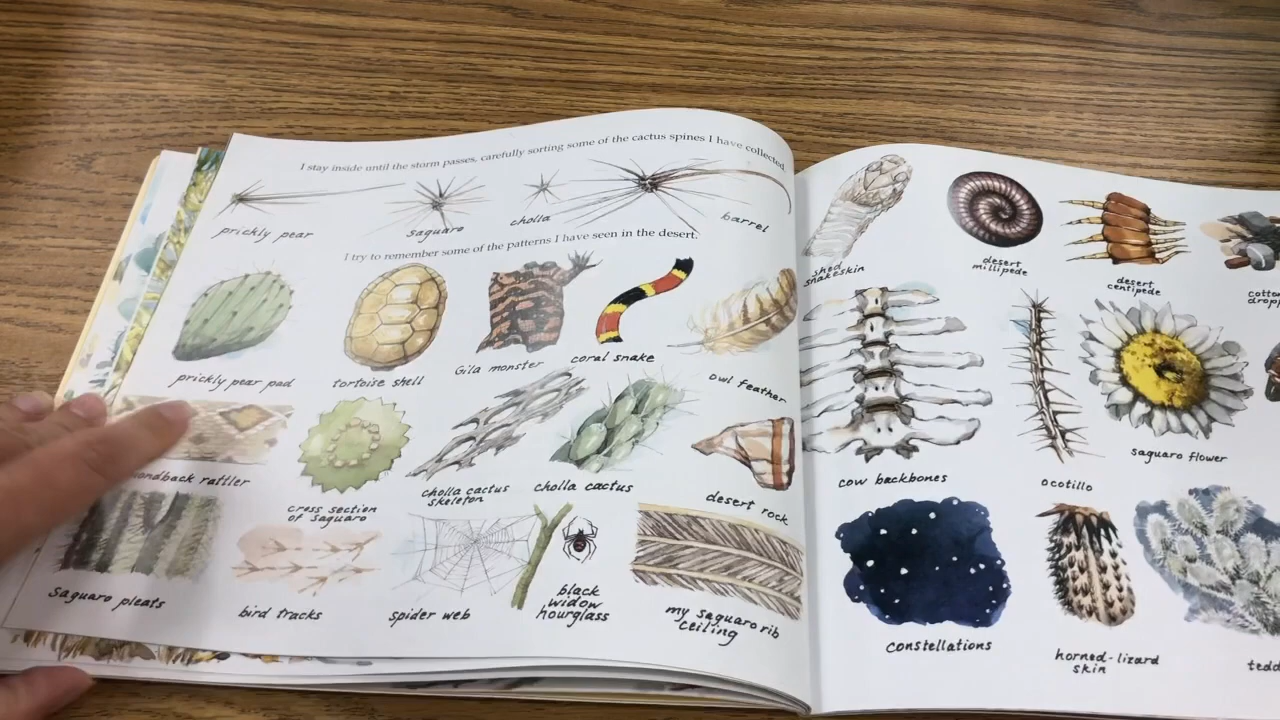 I stay inside until the storm passes, carefully sorting some of the cactus spines I have collected.
prickly pear
saguaro
cholla
barrel
I try to remember some of the patterns I have seen in the desert.
prickly pear pad
tortoise shell
Gila monster
coral snake
owl feather
rattler
cross section
of saguaro
cholla cactus
skeleton
cholla cactus
desert rock
saguaro pleats
bird tracks
spider web
black
widow
hourglass
my saguaro rib
ceiling
shed
snakeskin
desert
millipede
desert
centipede
cow backbones
ocotillo
saguaro flower
constellations
horned-lizard
skin